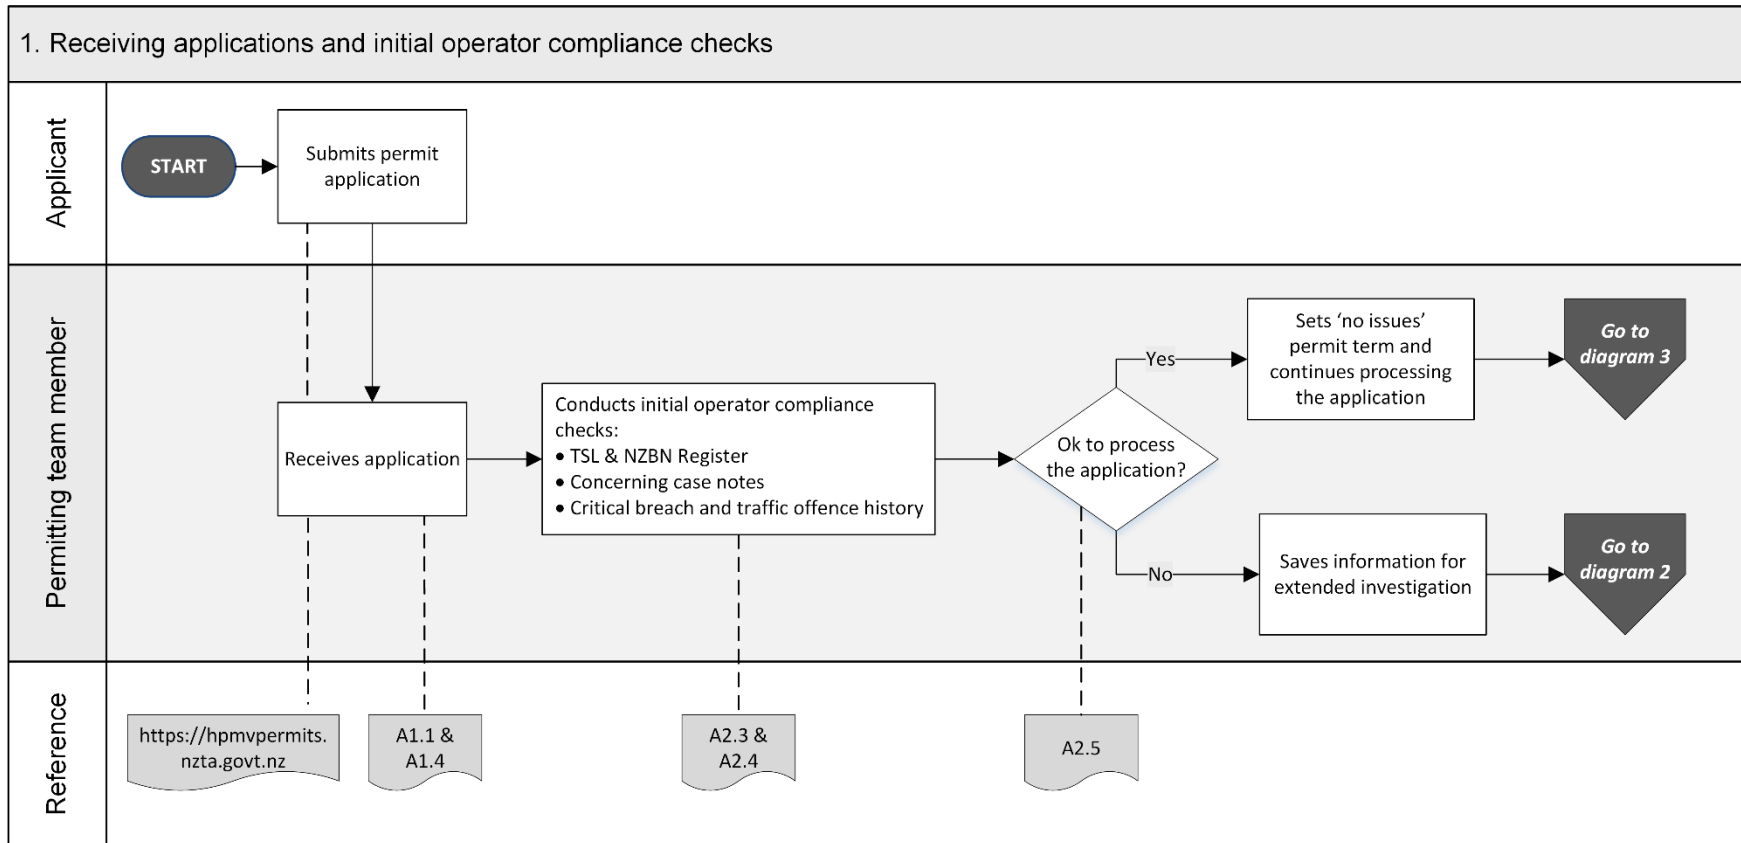 1. Receiving applications and initial operator compliance checks
Applicant
START
Submits permit
application
Permitting team member
Receives application
Conducts initial operator compliance
checks:
● TSL & NZBN Register
● Concerning case notes
● Critical breach and traffic offence history
Ok to process
the application?
Yes
Sets ‘no issues’
permit term and
continues processing
the application
Go to
diagram 3
No
Saves information for
extended investigation
Go to
diagram 2
Reference
https://hpmvpermits.
nzta.govt.nz
A1.1 &
A1.4
A2.3 &
A2.4
A2.5